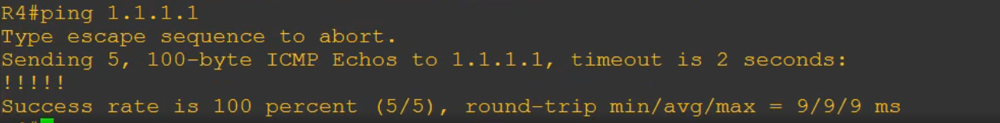 R4#ping 1.1.1.1
Type escape sequence to abort.
Sending 5, 100-byte ICMP Echos to 1.1.1.1, timeout is 2 seconds:
!!!!!
Success rate is 100 percent (5/5), round-trip min/avg/max = 9/9/9 ms